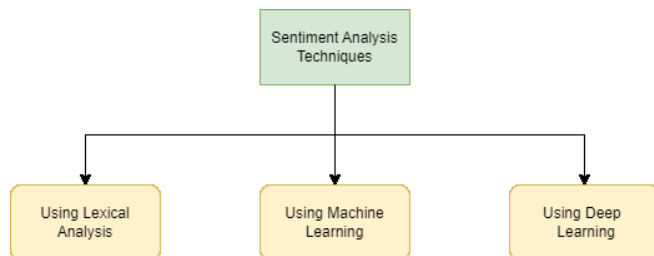 Sentiment Analysis
Techniques
Using Lexical
Analysis
Using Machine
Learning
Using Deep
Learning